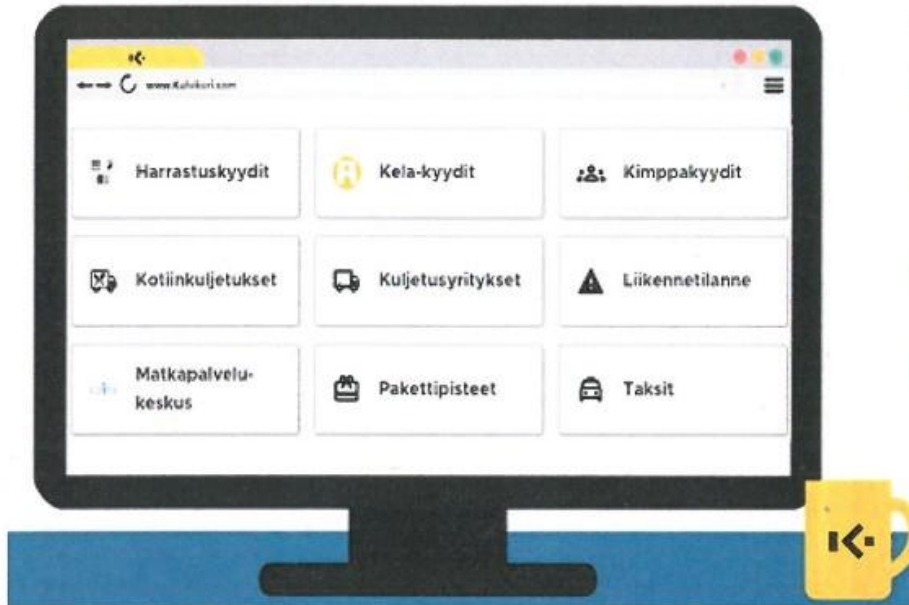 Harrastuskyydit
Kela-kyydit
Kimppakyydit
Kotiinkuljetukset
Kuljetusyritykset
Liikennetilanne
Matkapalvelu-
keskus
Pakettipisteet
Taksit